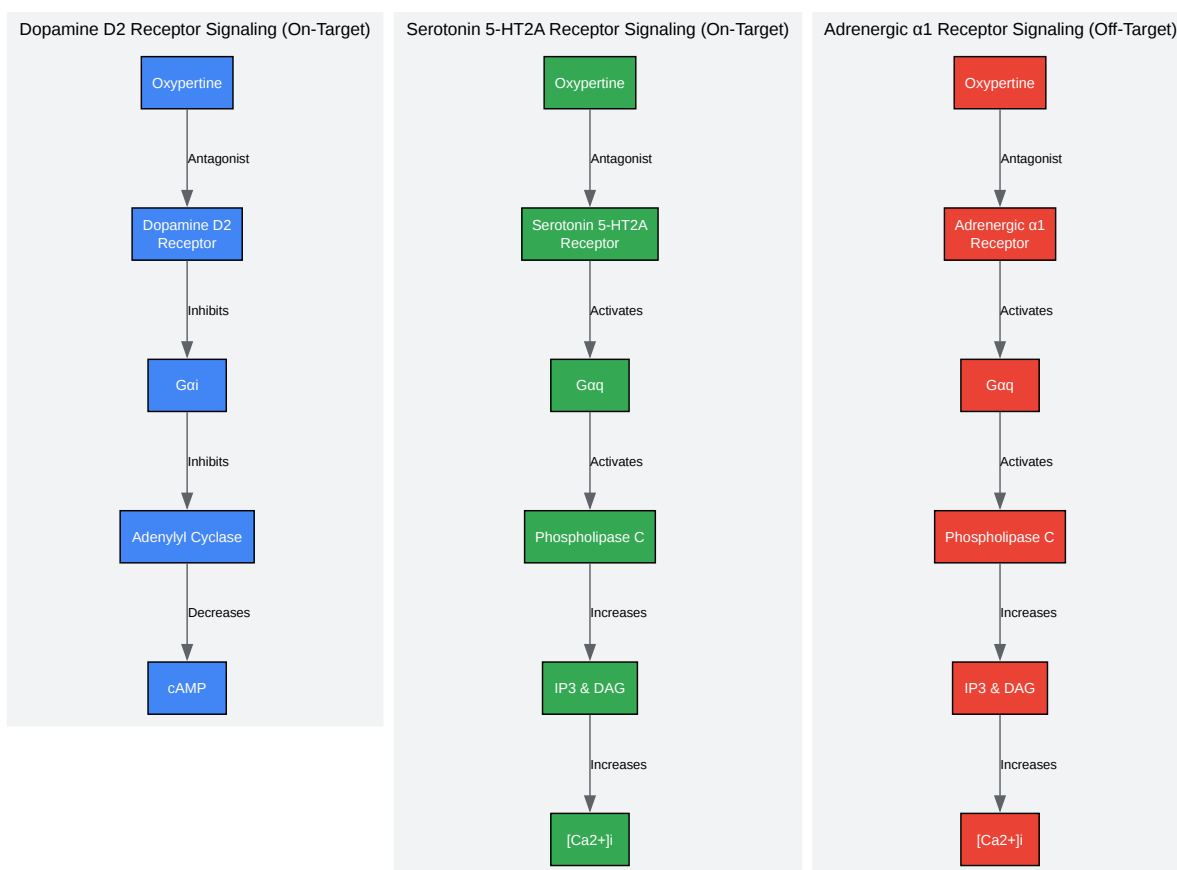 Dopamine D2 Receptor Signaling (On-Target)
Oxypertine
Antagonist
Dopamine D2
Receptor
Inhibits
Gαi
Inhibits
Adenylyl Cyclase
Decreases
cAMP
Serotonin 5-HT2A Receptor Signaling (On-Target)
Oxypertine
Antagonist
Serotonin 5-HT2A
Receptor
Activates
Gαq
Activates
Phospholipase C
Increases
IP3 & DAG
Increases
[Ca2+]i
Adrenergic α1 Receptor Signaling (Off-Target)
Oxypertine
Antagonist
Adrenergic α1
Receptor
Activates
Gαq
Activates
Phospholipase C
Increases
IP3 & DAG
Increases
[Ca2+]i